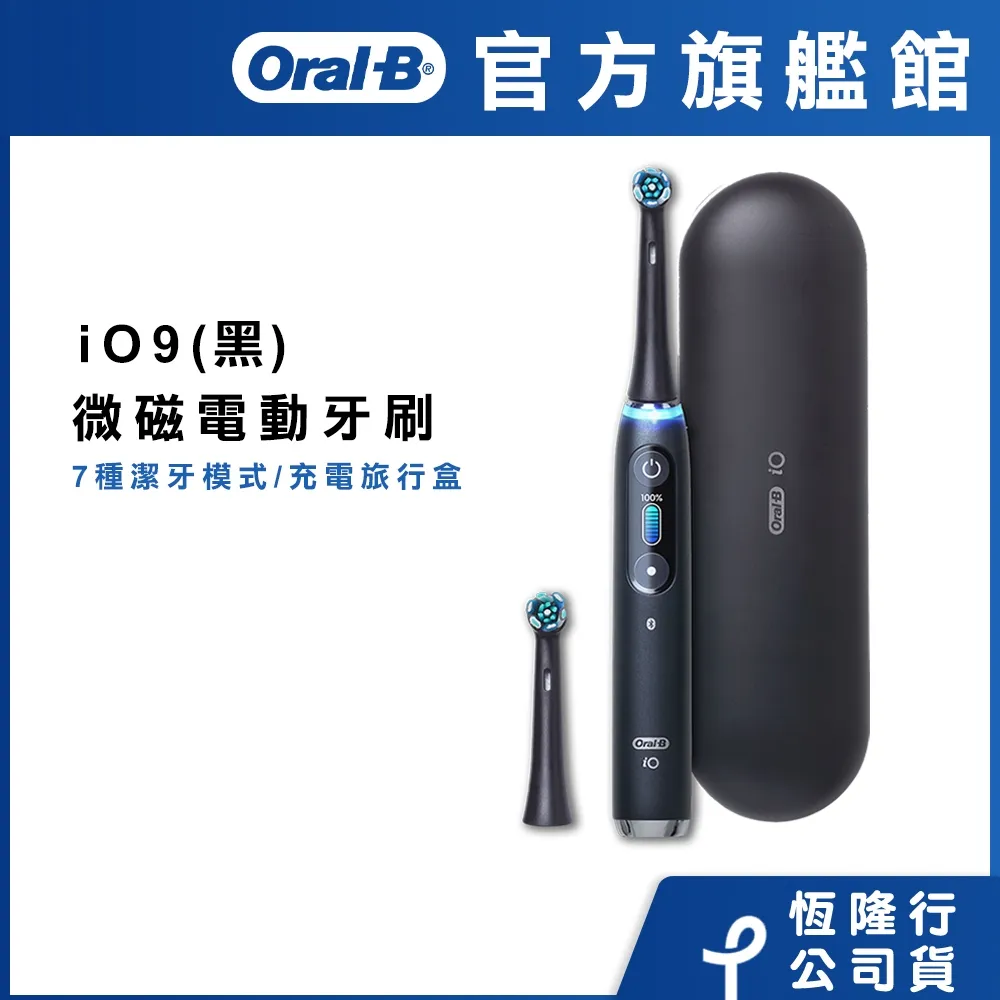 Oral-B® 官方旗艦館
iO9(黑)
微磁電動牙刷
7種潔牙模式/充電旅行盒
100%
Oral-B
iO
Oral-B iO
恆隆行
公司貨